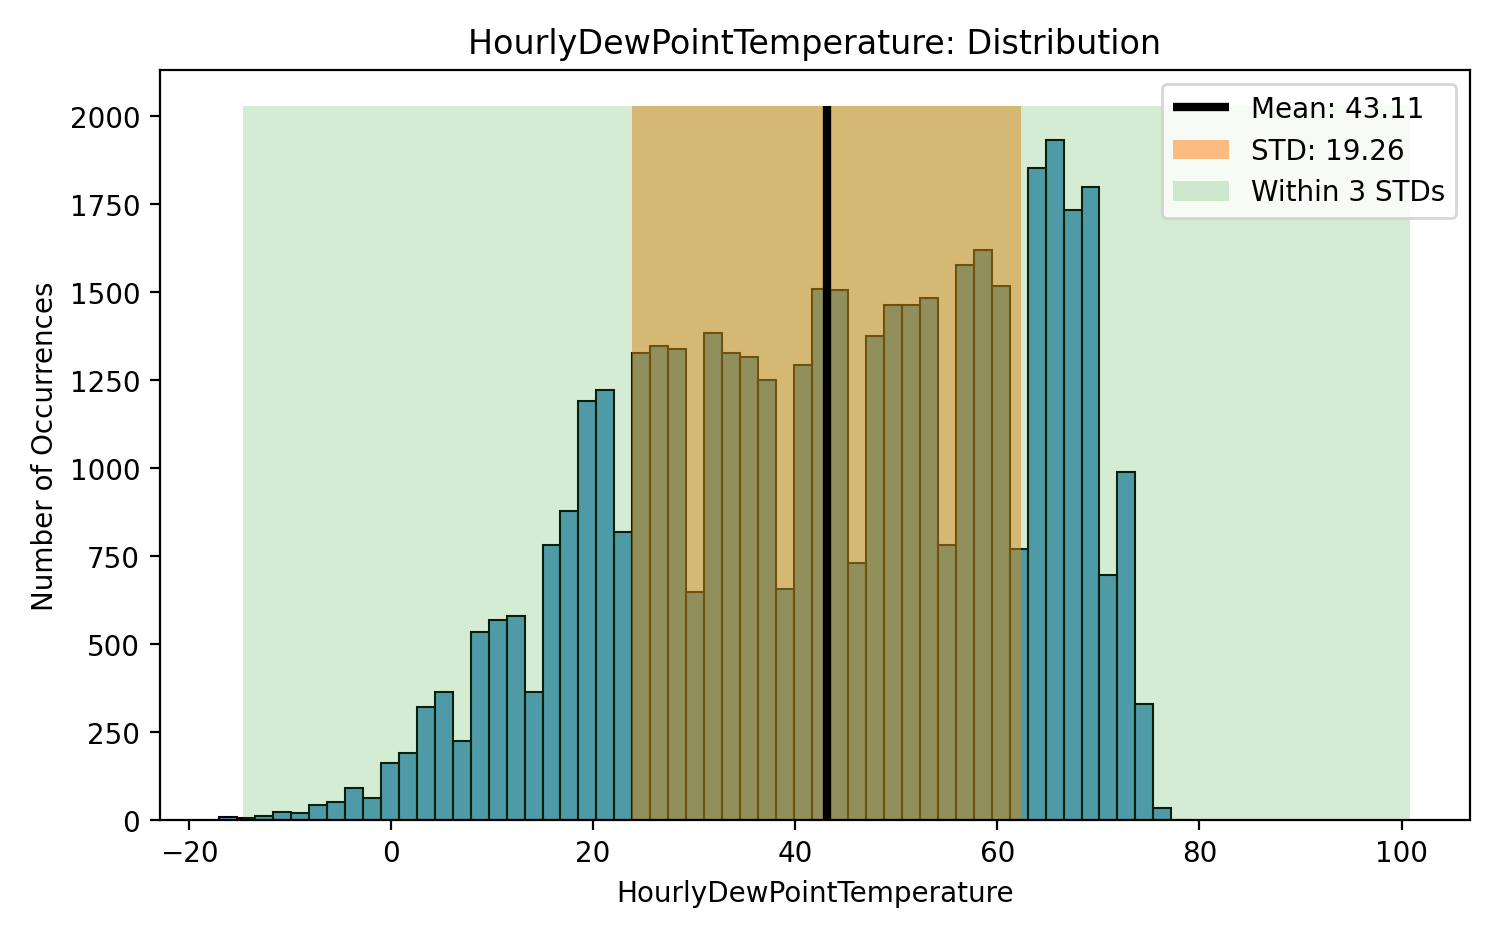 HourlyDewPointTemperature: Distribution
Mean: 43.11
STD: 19.26
Within 3 STDs
Number of Occurrences
2000
1750
1500
1250
1000
750
500
250
0
−20 0 20 40 60 80 100
HourlyDewPointTemperature